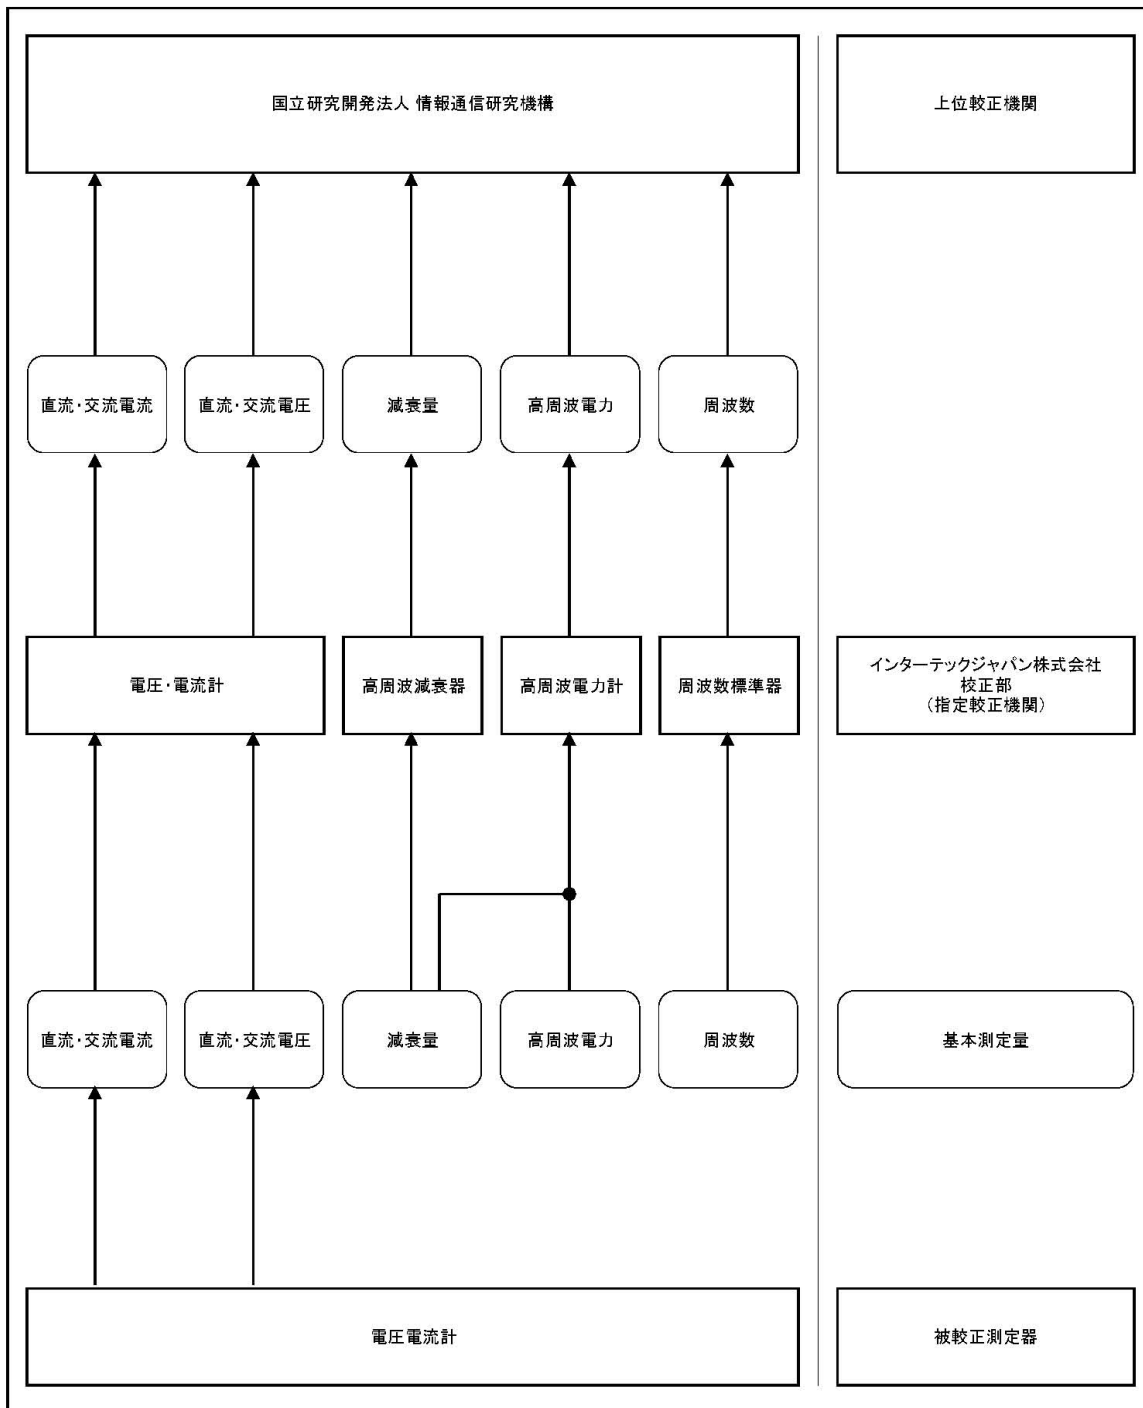 国立研究開発法人 情報通信研究機構
上位較正機関
直流・交流電流
直流・交流電圧
減衰量
高周波電力
周波数
電圧・電流計
高周波減衰器
高周波電力計
周波数標準器
インターテックジャパン株式会社
校正部
（指定較正機関）
直流・交流電流
直流・交流電圧
減衰量
高周波電力
周波数
基本測定量
電圧電流計
被較正測定器